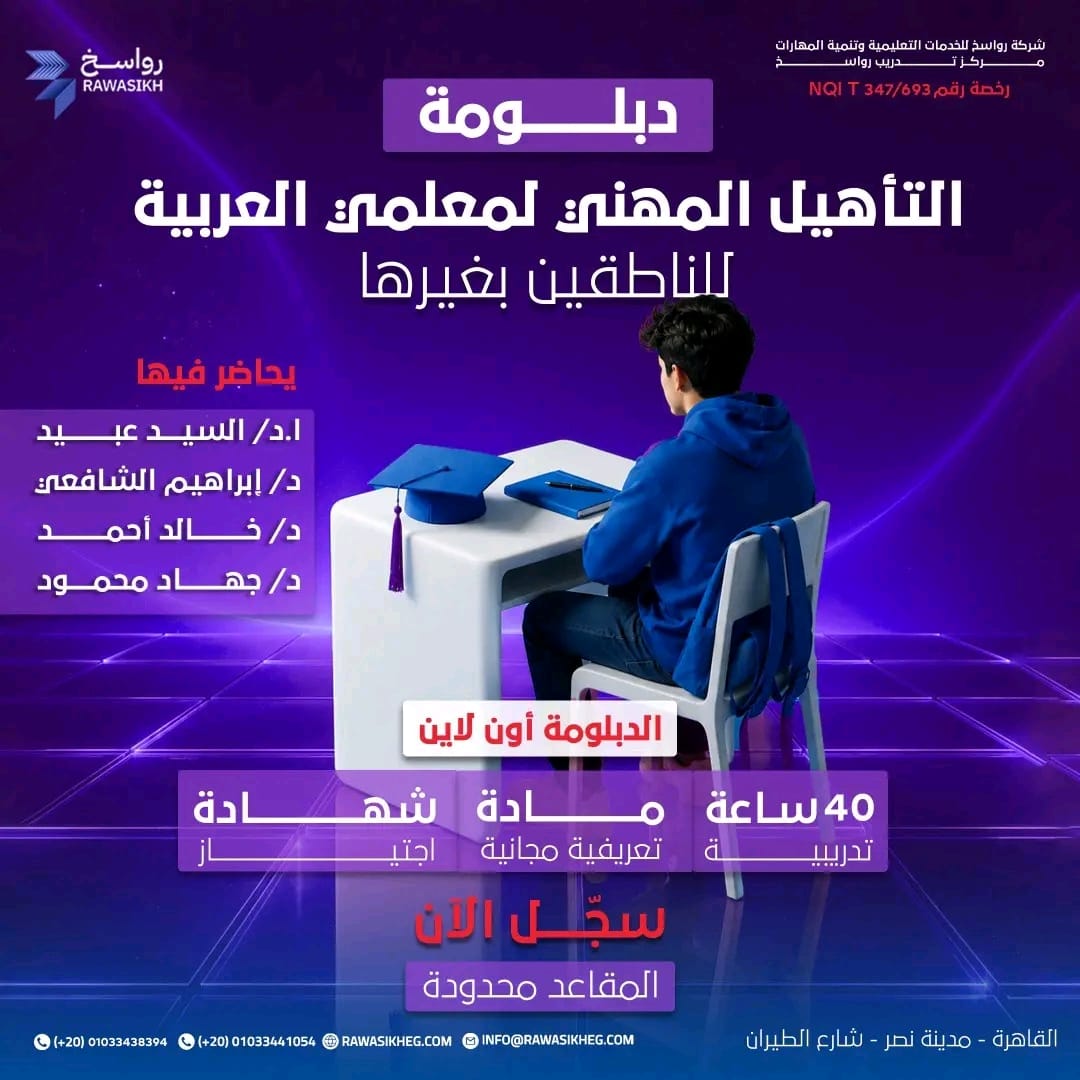 رواسخ
RAWASIKH
شركة رواسخ للخدمات التعليمية وتنمية المهارات
مركز تدريب رواسخ
رخصة رقم NQI T 347/693
دبلومة
التأهيل المهني لمعلمي العربية
للناطقين بغيرها
يحاضر فيها
ا.د/ السيد عبيد
د/ إبراهيم الشافعي
د/ خالد أحمد
د/ جهاد محمود
الدبلومة أون لاين
40 ساعة
تدريبية
مادة
تعريفية مجانية
شهادة
اجتياز
سجّل الآن
المقاعد محدودة
القاهرة - مدينة نصر - شارع الطيران
(+20) 01033438394 (+20) 01033441054 RAWASIKHEG.COM INFO@RAWASIKHEG.COM